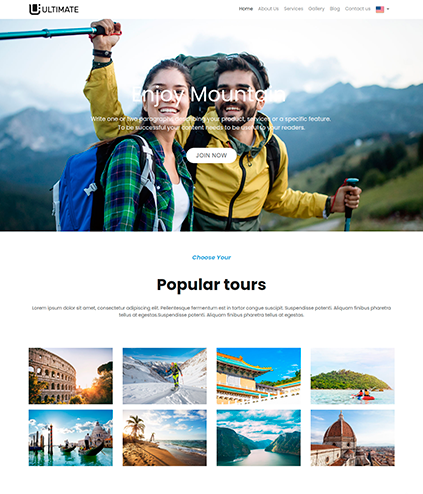 ULTIMATE
Home About Us Services Gallery Blog Contact us
Enjoy Mountain
Write one or two paragraphs describing your product, services or a specific feature.
To be successful your content needs to be useful to your readers.
JOIN NOW
Choose Your
Popular tours
Lorem ipsum dolor sit amet, consectetur adipiscing elit. Pellentesque fermentum est in tortor congue suscipit. Suspendisse potenti. Aliquam finibus pharetra
tellus at egestas.Suspendisse potenti. Aliquam finibus pharetra tellus at egestas.